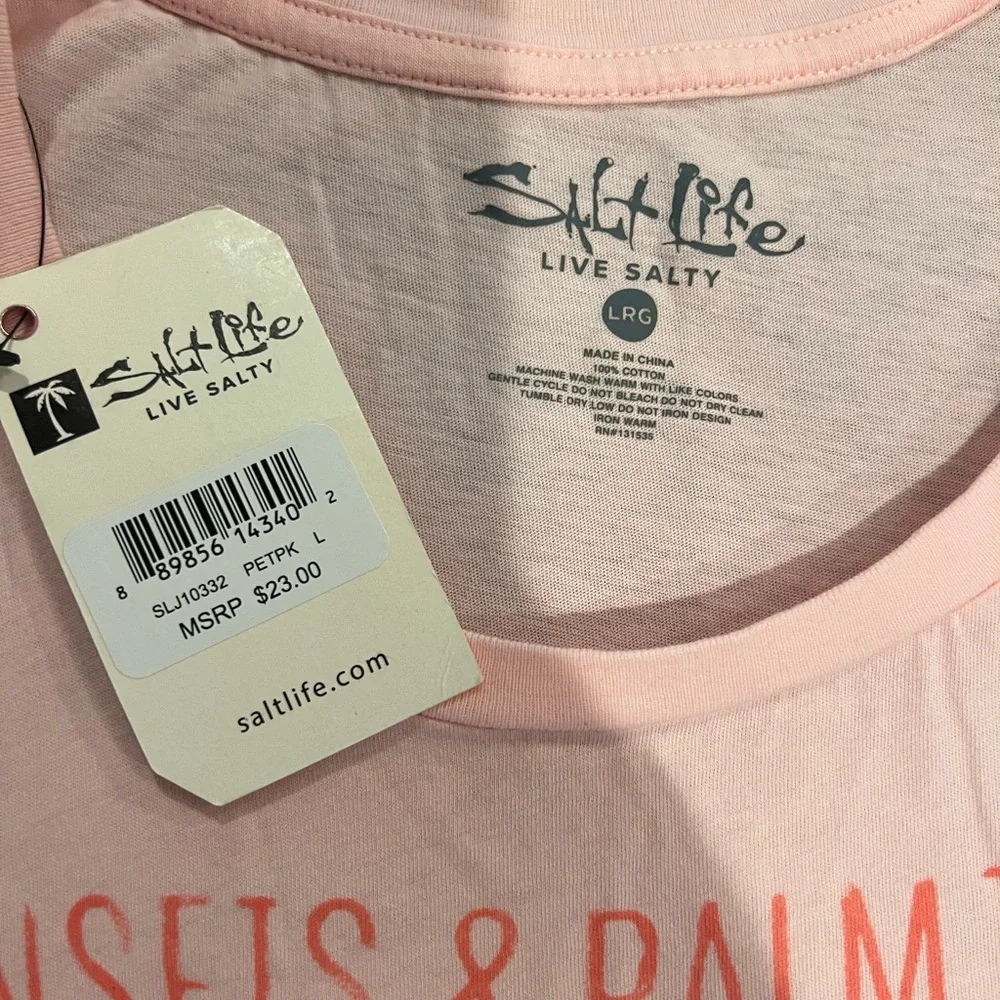 Salt Life
LIVE SALTY
LRG
MADE IN CHINA
100% COTTON
MACHINE WASH WARM WITH LIKE COLORS
GENTLE CYCLE DO NOT BLEACH DO NOT DRY CLEAN
TUMBLE DRY LOW DO NOT IRON DESIGN
IRON WARM
RN#131535
Salt Life
LIVE SALTY
8 89856 14340 2
SLJ10332 PETPK L
MSRP $23.00
saltlife.com
NSETS & PALM T